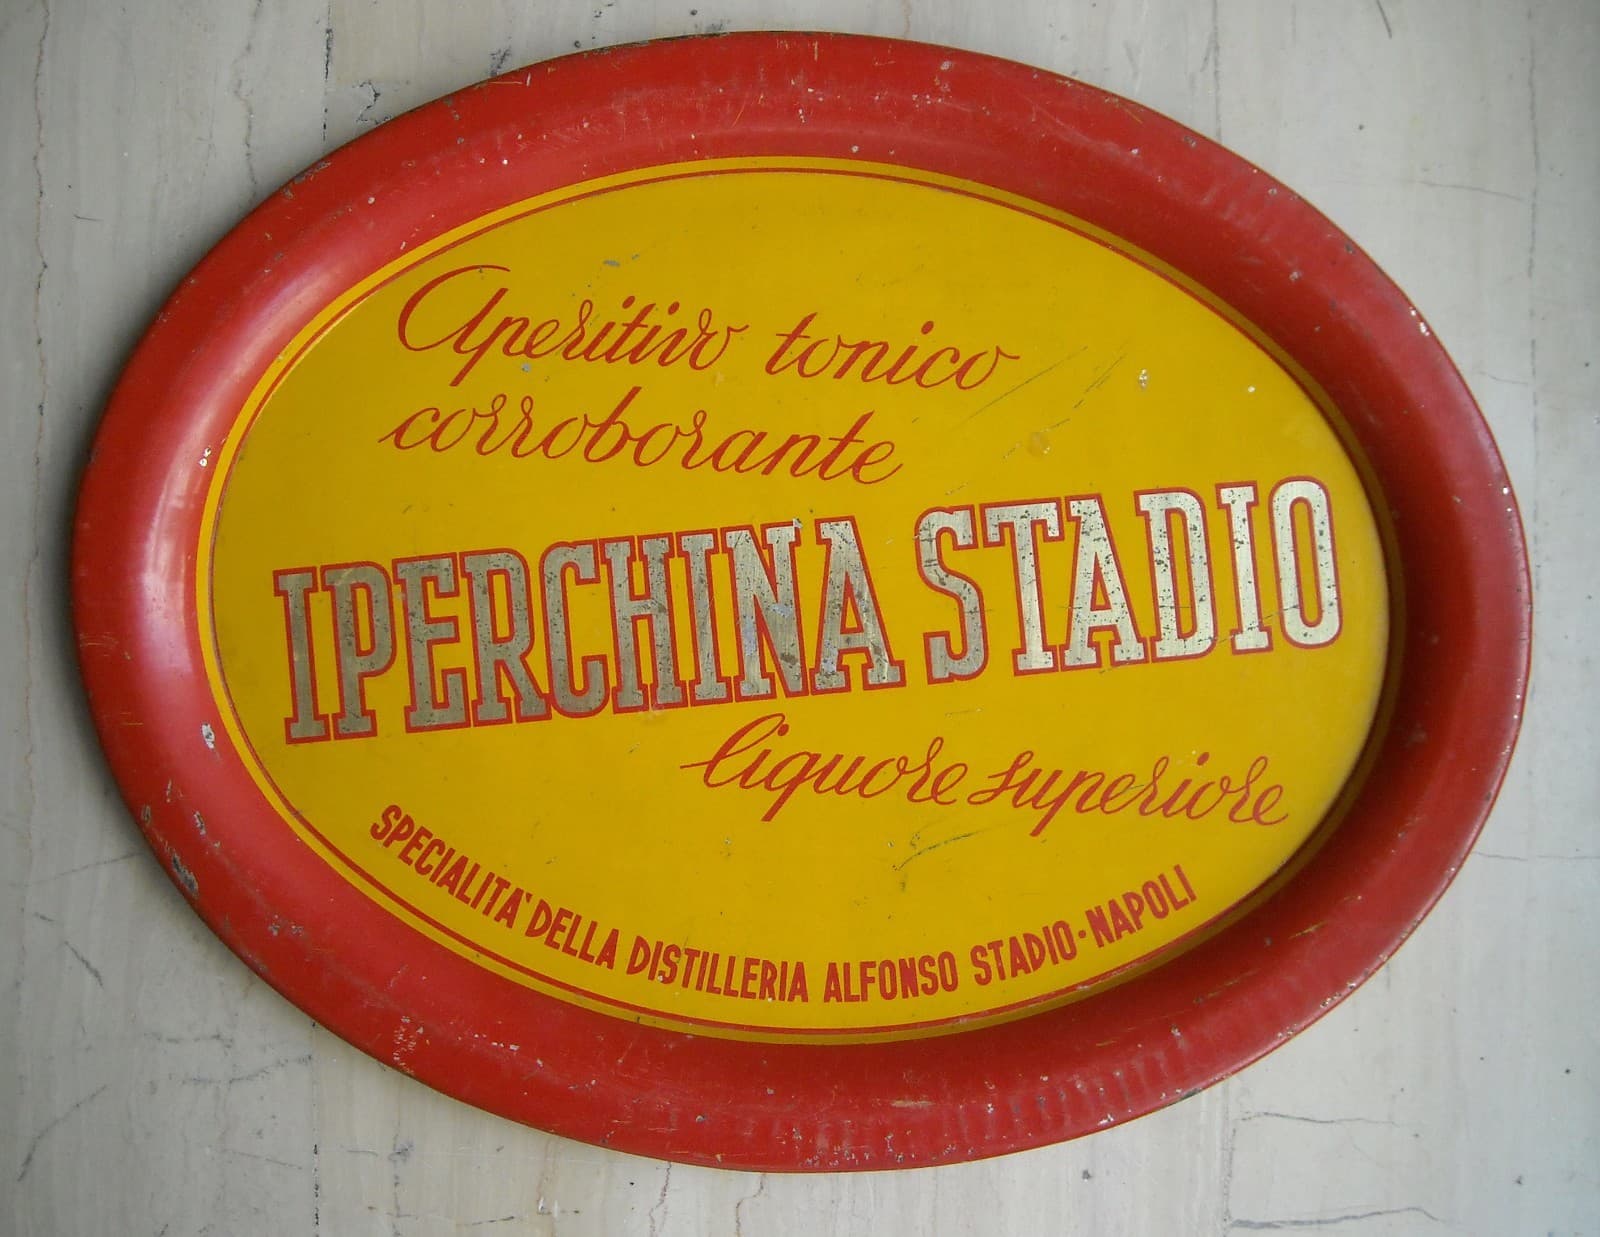 Aperitivo tonico
corroborante
IPERCHINA STADIO
liquore superiore
SPECIALITA' DELLA DISTILLERIA ALFONSO STADIO·NAPOLI